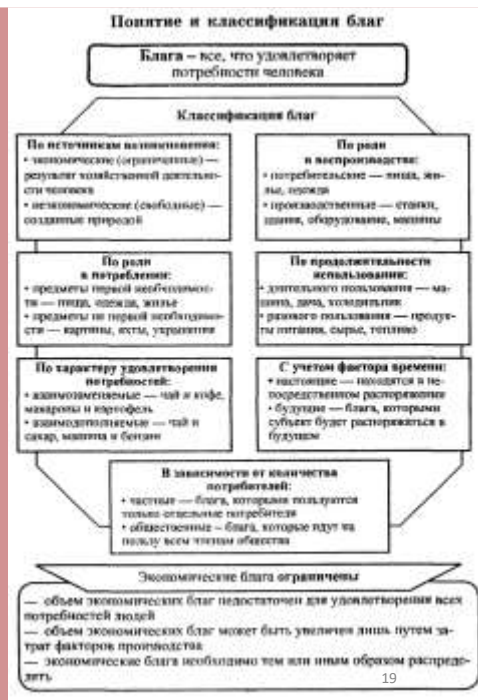 Понятие и классификация благ
Блага – все, что удовлетворяет
потребности человека
Классификация благ
По источникам возникновения:
• экономические (ограниченные) —
результат хозяйственной деятельно-
сти человека
• неэкономические (свободные) —
созданные природой
По роли
в воспроизводстве:
• потребительские — пища, жи-
лье, одежда
• производственные — станки,
здания, оборудование, машины
По роли
в потреблении:
• предметы первой необходимос-
ти — пища, одежда, жилье
• предметы не первой необходимо-
сти — картины, яхты, украшения
По продолжительности
использования:
• длительного пользования — ма-
шина, дача, холодильник
• разового пользования — продук-
ты питания, сырье, топливо
По характеру удовлетворения
потребностей:
• взаимозаменяемые — чай и кофе,
макароны и картофель
• взаимодополняемые — чай и
сахар, машина и бензин
С учетом фактора времени:
• настоящие — находятся в не-
посредственном распоряжении
• будущие — блага, которыми
субъект будет распоряжаться в
будущем
В зависимости от количества
потребителей:
• частные — блага, которыми пользуются
только отдельные потребители
• общественные – блага, которые идут на
пользу всем членам общества
Экономические блага ограничены
— объем экономических благ недостаточен для удовлетворения всех
потребностей людей
— объем экономических благ может быть увеличен лишь путем за-
трат факторов производства
— экономические блага необходимо тем или иным образом распреде-
лить
19